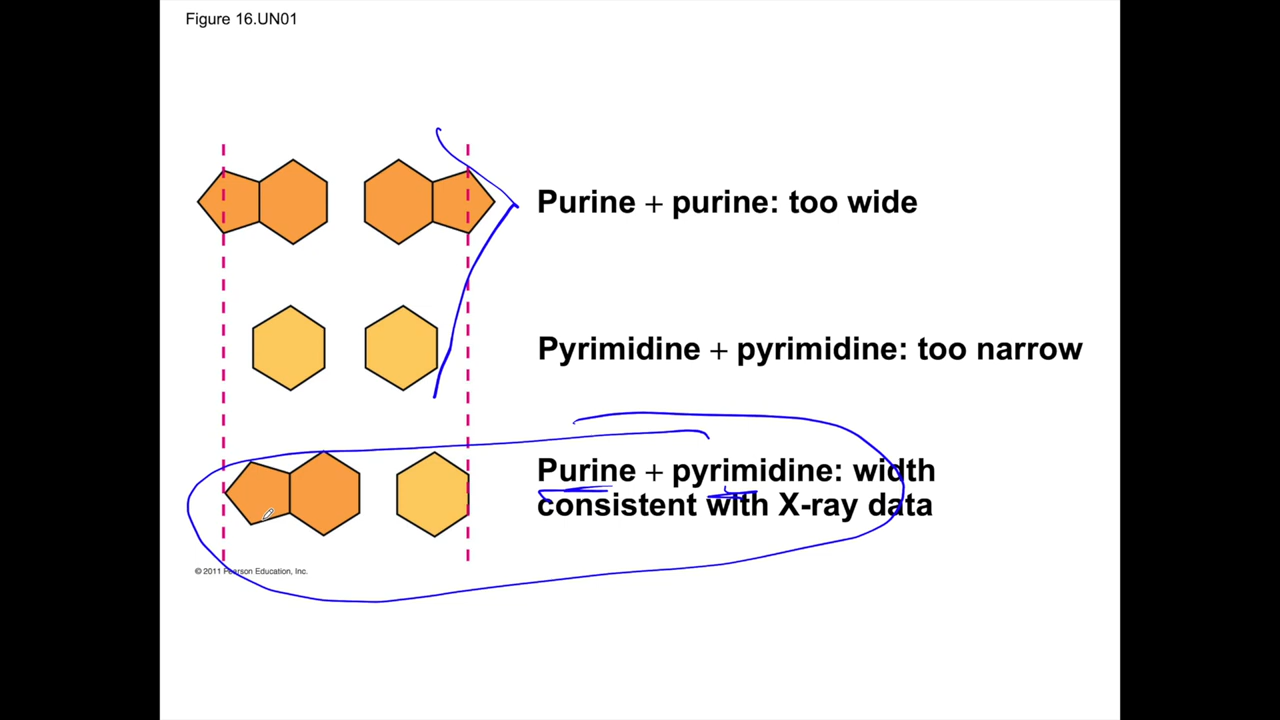 Figure 16.UN01
Purine + purine: too wide
Pyrimidine + pyrimidine: too narrow
Purine + pyrimidine: width
consistent with X-ray data
© 2011 Pearson Education, Inc.